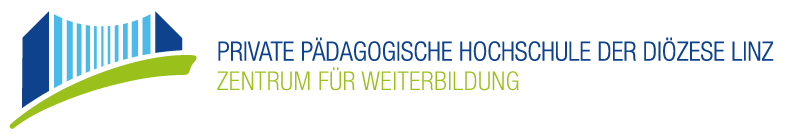 PRIVATE PÄDAGOGISCHE HOCHSCHULE DER DIÖZESE LINZ
ZENTRUM FÜR WEITERBILDUNG